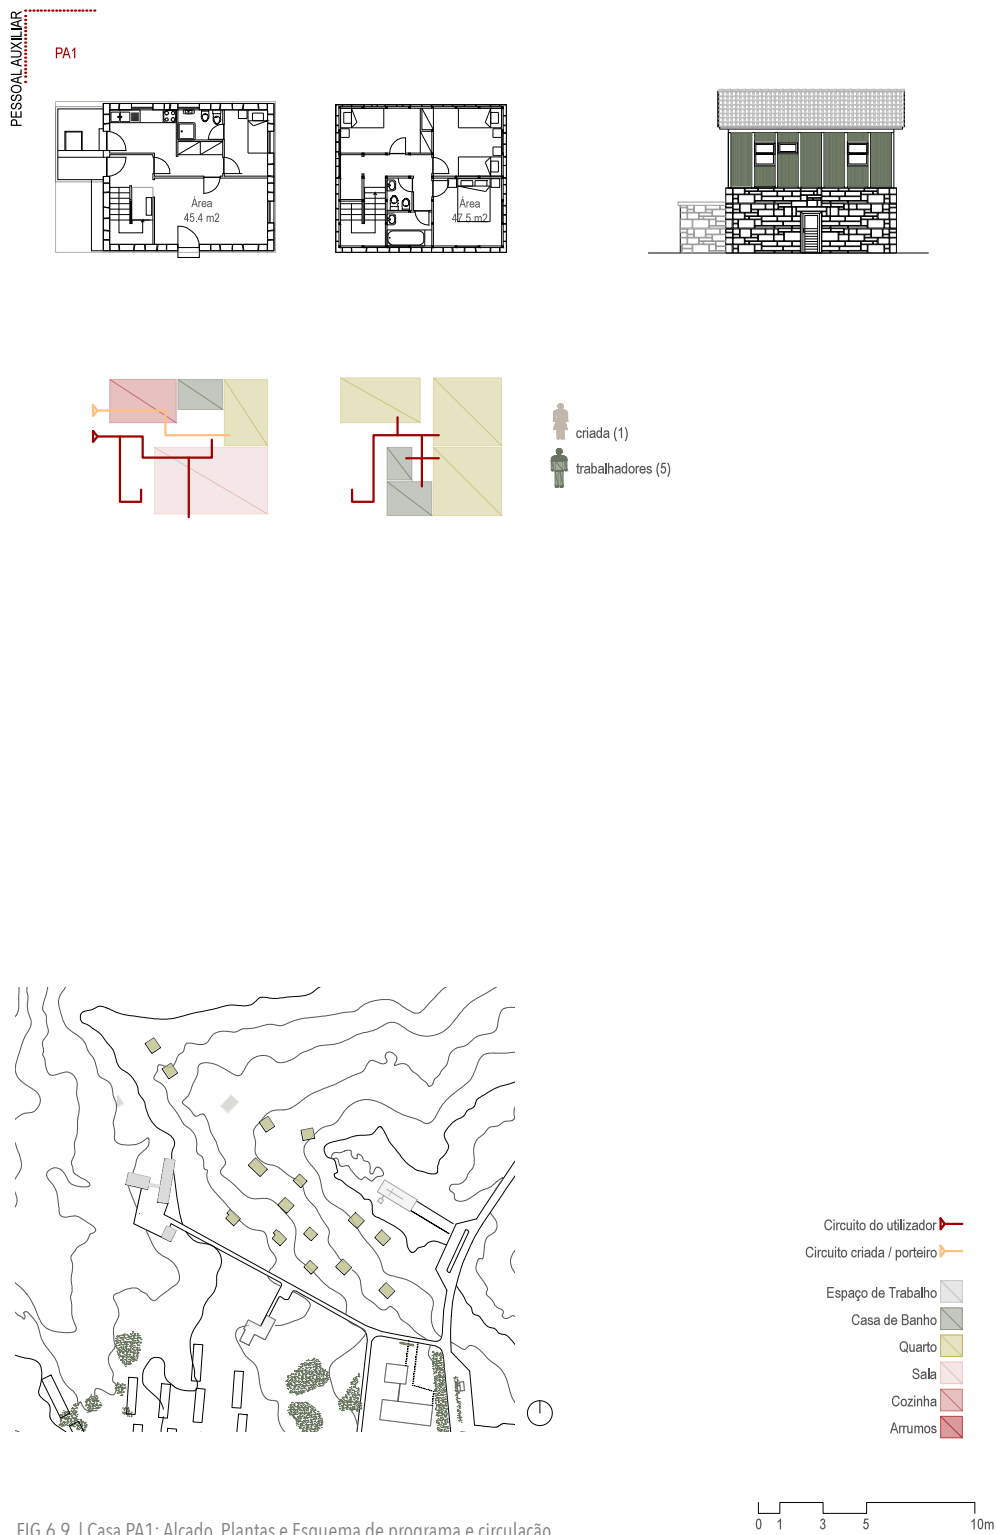 PESSOAL AUXILIAR
PA1
Área
45.4 m2
Área
47.5 m2
criada (1)
trabalhadores (5)
Circuito do utilizador
Circuito criada / porteiro
Espaço de Trabalho
Casa de Banho
Quarto
Sala
Cozinha
Arrumos
0 1 3 5 10m
FIG 6.9 | Casa PA1: Alçado, Plantas e Esquema de programa e circulação